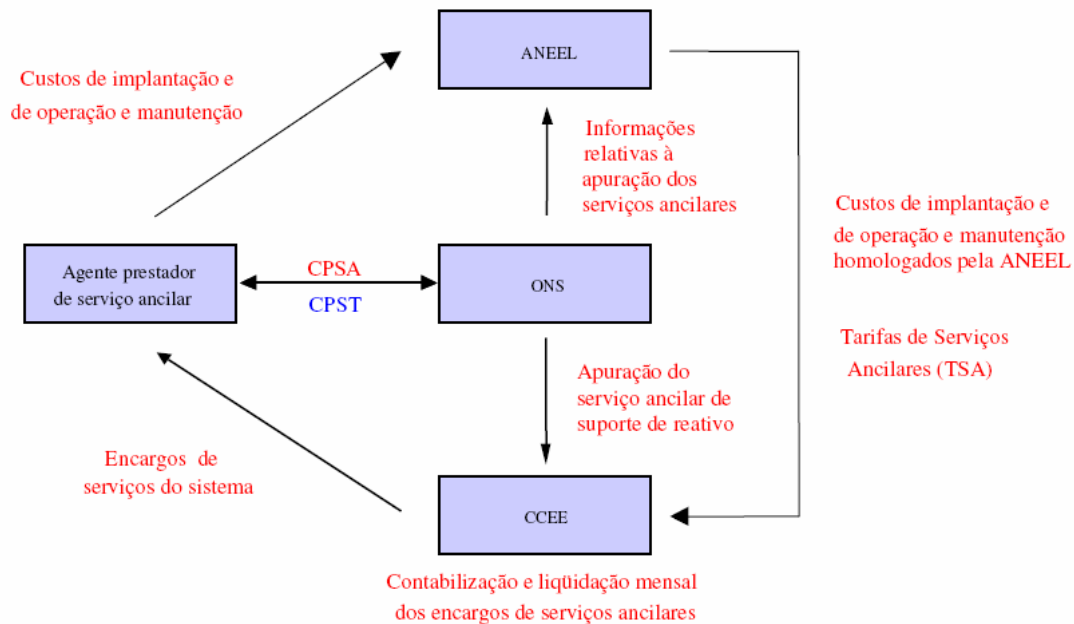 ANEEL
Custos de implantação e
de operação e manutenção
Informações
relativas à
apuração dos
serviços ancilares
Custos de implantação e
de operação e manutenção
homologados pela ANEEL
Agente prestador
de serviço ancilar
CPSA
CPST
ONS
Tarifas de Serviços
Ancilares (TSA)
Apuração do
serviço ancilar de
suporte de reativo
Encargos de
serviços do sistema
CCEE
Contabilização e liqüidação mensal
dos encargos de serviços ancilares